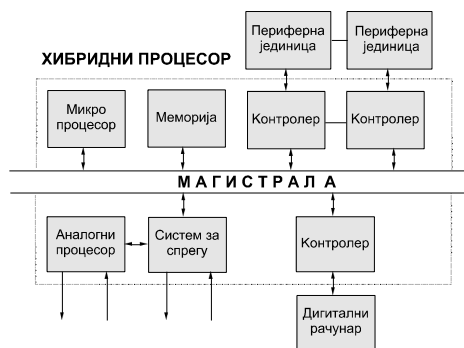 Периферна
јединица
Периферна
јединица
ХИБРИДНИ ПРОЦЕСОР
Микро
процесор
Меморија
Контролер
Контролер
МАГИСТРАЛА
Аналогни
процесор
Систем за
спрегу
Контролер
Дигитални
рачунар